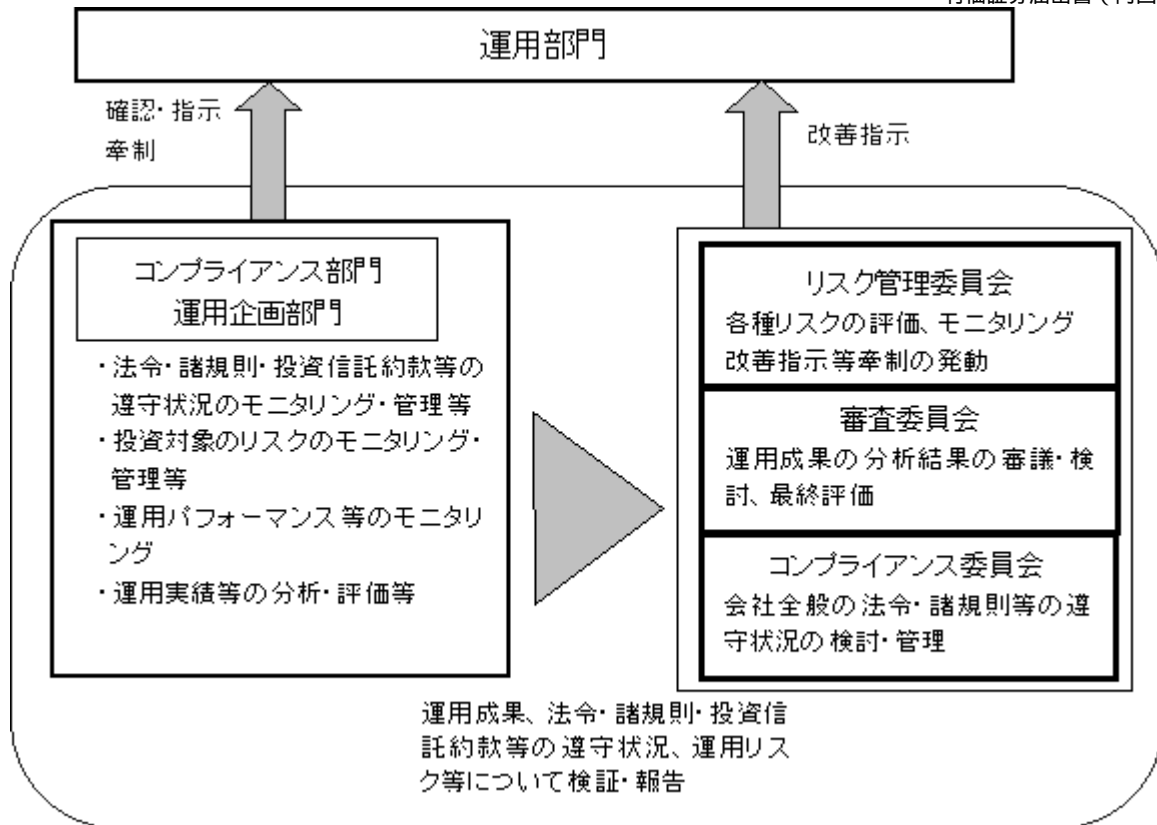 運用部門
確認・指示
牽制
改善指示
コンプライアンス部門
運用企画部門
・法令・諸規則・投資信託約款等の
遵守状況のモニタリング・管理等
・投資対象のリスクのモニタリング・
管理等
・運用パフォーマンス等のモニタリ
ング
・運用実績等の分析・評価等
リスク管理委員会
各種リスクの評価、モニタリング
改善指示等牽制の発動
審査委員会
運用成果の分析結果の審議・検
討、最終評価
コンプライアンス委員会
会社全般の法令・諸規則等の遵
守状況の検討・管理
運用成果、法令・諸規則・投資信
託約款等の遵守状況、運用リス
ク等について検証・報告